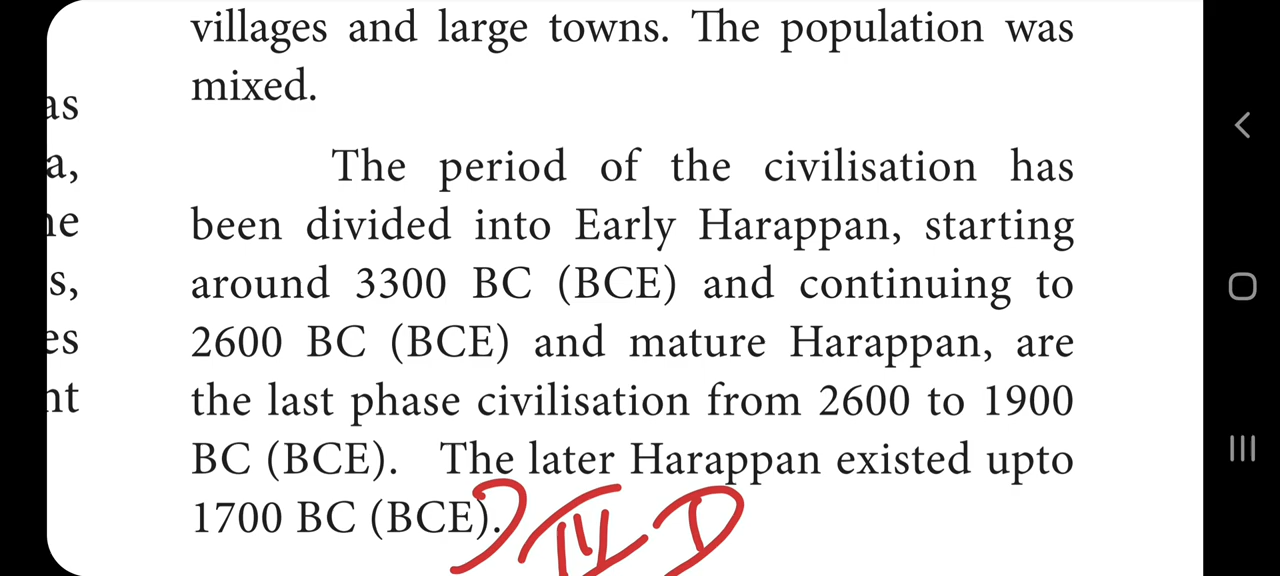 villages and large towns. The population was
mixed.
as
a,
The period of the civilisation has
been divided into Early Harappan, starting
s,
around 3300 BC (BCE) and continuing to
es
2600 BC (BCE) and mature Harappan, are
nt
the last phase civilisation from 2600 to 1900
BC (BCE). The later Harappan existed upto
1700 BC (BCE).